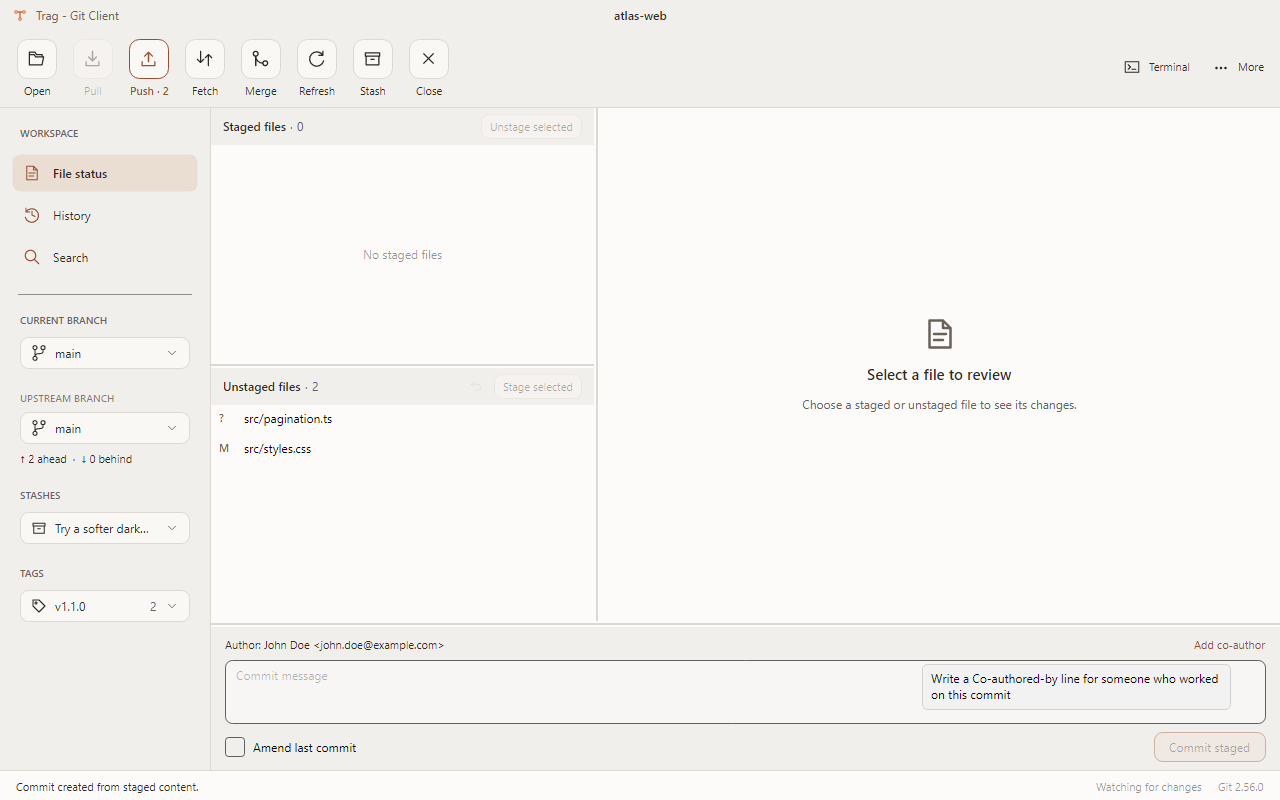 Trag - Git Client
atlas-web
Open
Pull
Push · 2
Fetch
Merge
Refresh
Stash
Close
Terminal
More
WORKSPACE
File status
History
Search
CURRENT BRANCH
main
UPSTREAM BRANCH
main
↑ 2 ahead · ↓ 0 behind
STASHES
Try a softer dark...
TAGS
v1.1.0 2
Staged files · 0
Unstage selected
No staged files
Unstaged files · 2
Stage selected
? src/pagination.ts
M src/styles.css
Select a file to review
Choose a staged or unstaged file to see its changes.
Author: John Doe <john.doe@example.com>
Add co-author
Commit message
Write a Co-authored-by line for someone who worked
on this commit
Amend last commit
Commit staged
Commit created from staged content.
Watching for changes
Git 2.56.0